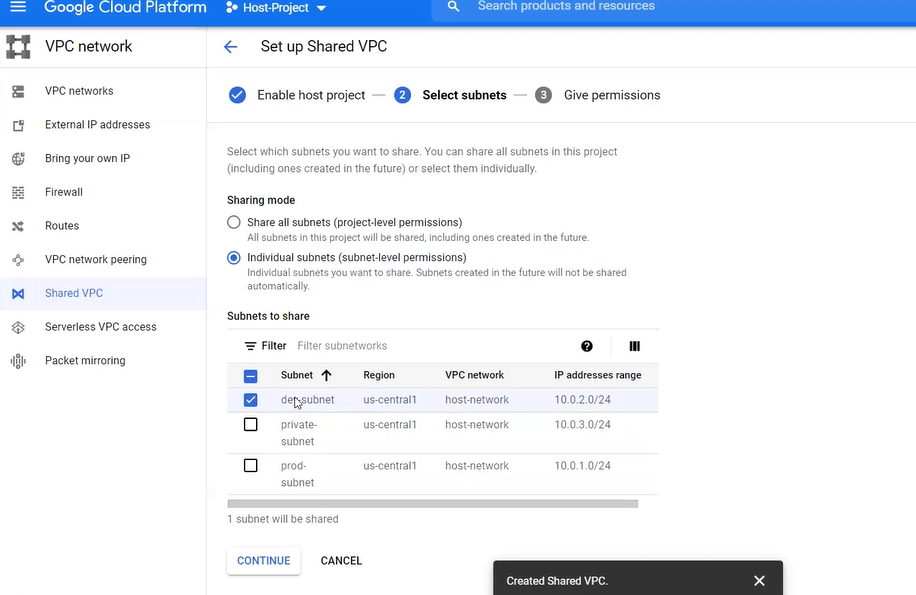 Google Cloud Platform
Host-Project
Search products and resources
VPC network
Set up Shared VPC
VPC networks
External IP addresses
Bring your own IP
Firewall
Routes
VPC network peering
Shared VPC
Serverless VPC access
Packet mirroring
Enable host project
2
Select subnets
3
Give permissions
Select which subnets you want to share. You can share all subnets in this project
(including ones created in the future) or select them individually.
Sharing mode
Share all subnets (project-level permissions)
All subnets in this project will be shared, including ones created in the future.
Individual subnets (subnet-level permissions)
Individual subnets you want to share. Subnets created in the future will not be shared
automatically.
Subnets to share
Filter Filter subnetworks
Subnet Region VPC network IP addresses range
dev-subnet us-central1 host-network 10.0.2.0/24
private-
subnet us-central1 host-network 10.0.3.0/24
prod-
subnet us-central1 host-network 10.0.1.0/24
1 subnet will be shared
CONTINUE CANCEL
Created Shared VPC.